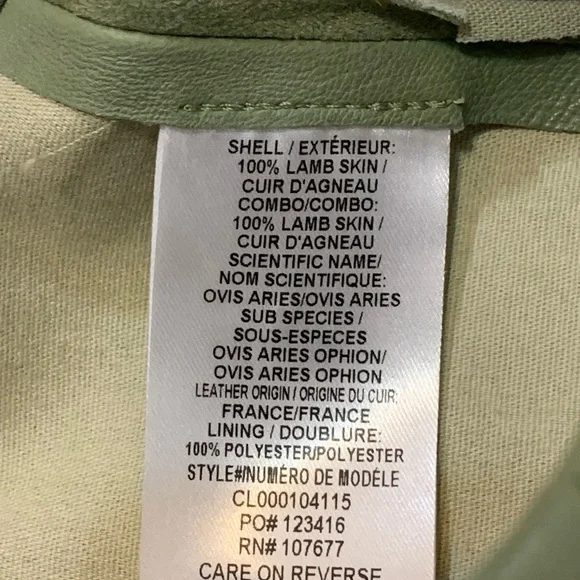 SHELL / EXTÉRIEUR:
100% LAMB SKIN /
CUIR D'AGNEAU
COMBO/COMBO:
100% LAMB SKIN /
CUIR D'AGNEAU
SCIENTIFIC NAME/
NOM SCIENTIFIQUE:
OVIS ARIES/OVIS ARIES
SUB SPECIES /
SOUS-ESPECES
OVIS ARIES OPHION/
OVIS ARIES OPHION
LEATHER ORIGIN / ORIGINE DU CUIR:
FRANCE/FRANCE
LINING / DOUBLURE:
100% POLYESTER/POLYESTER
STYLE#/NUMÉRO DE MODÉLE
CL000104115
PO# 123416
RN# 107677
CARE ON REVERSE